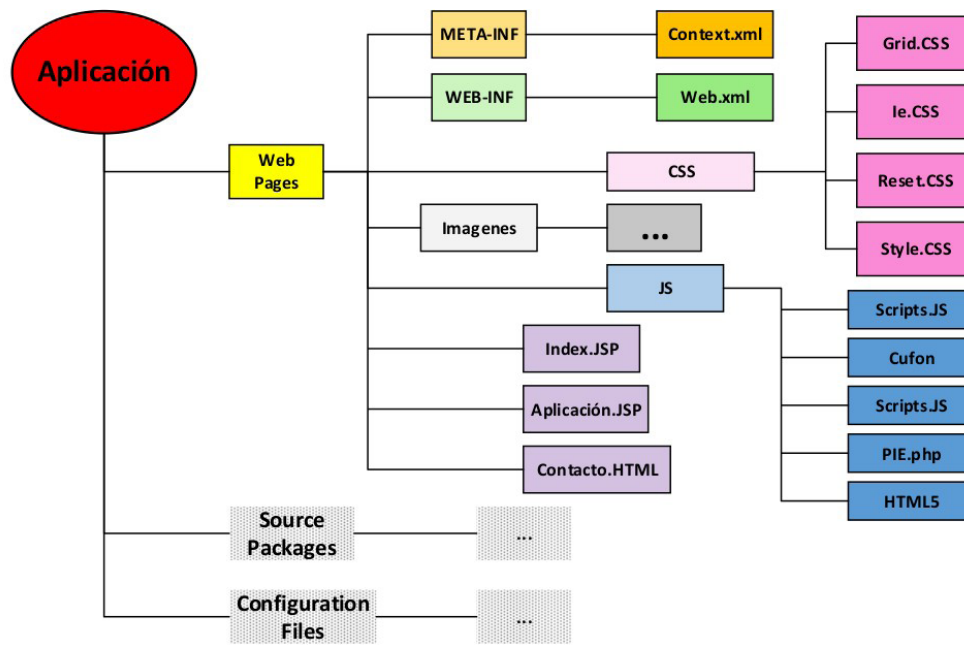 Aplicación
Web
Pages
META-INF
Context.xml
WEB-INF
Web.xml
CSS
Grid.CSS
Ie.CSS
Reset.CSS
Style.CSS
Imagenes
...
JS
Scripts.JS
Cufon
Scripts.JS
PIE.php
HTML5
Index.JSP
Aplicación.JSP
Contacto.HTML
Source
Packages
...
Configuration
Files
...